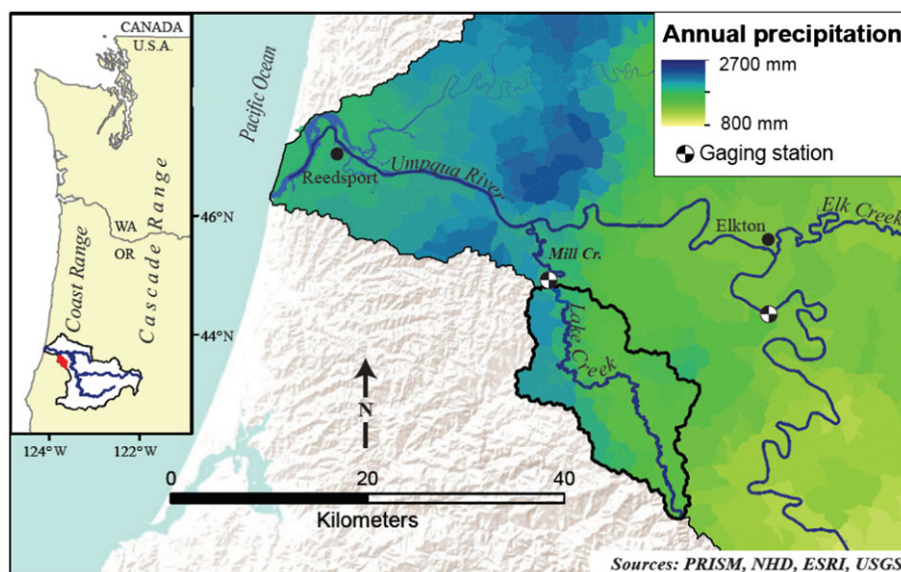 CANADA
U.S.A.
WA
OR
Coast Range
Cascade Range
46°N
44°N
124°W
122°W
Pacific Ocean
Reedsport
Umpqua River
Mill Cr.
Lake Creek
Elkton
Elk Creek
Annual precipitation
2700 mm
800 mm
Gaging station
N
0
20
40
Kilometers
Sources: PRISM, NHD, ESRI, USGS